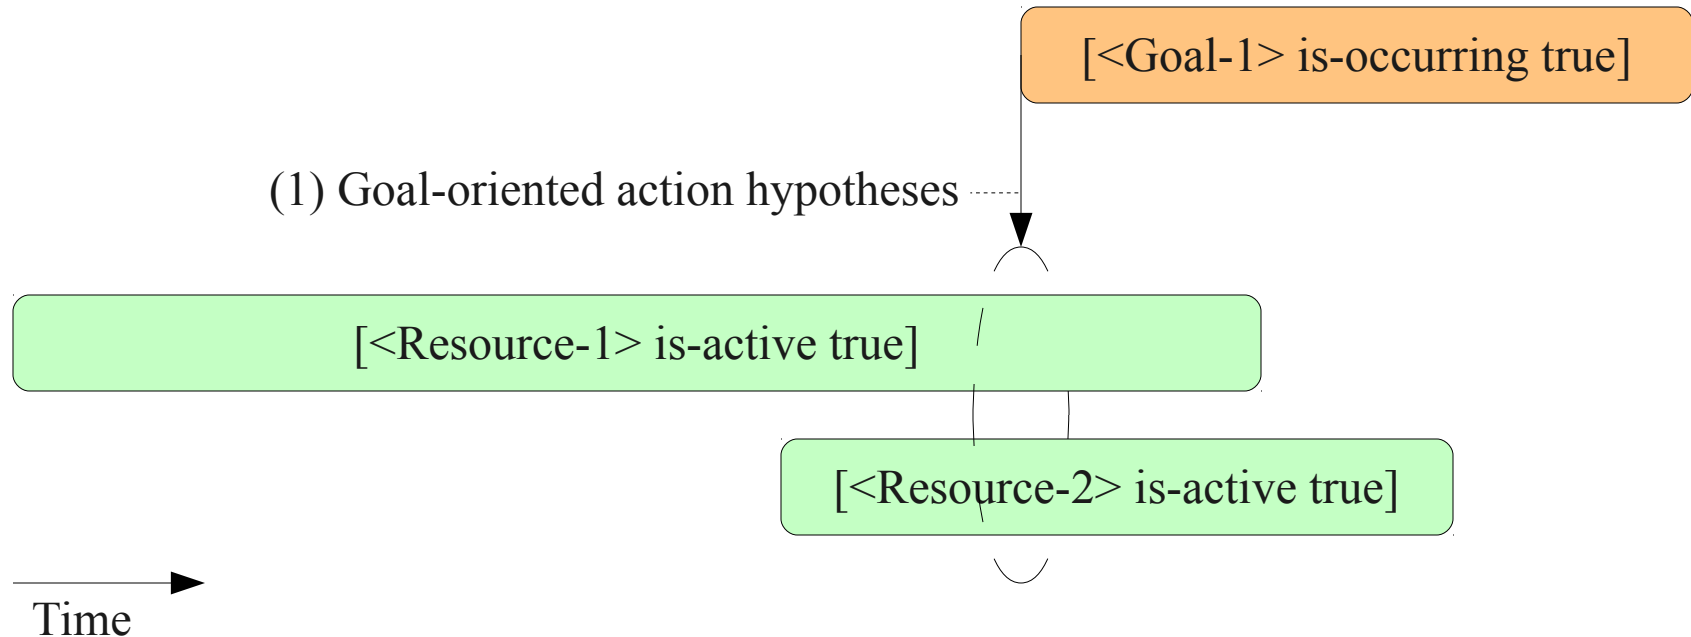 [<Goal-1> is-occurring true]
(1) Goal-oriented action hypotheses
[<Resource-1> is-active true]
[<Resource-2> is-active true]
Time